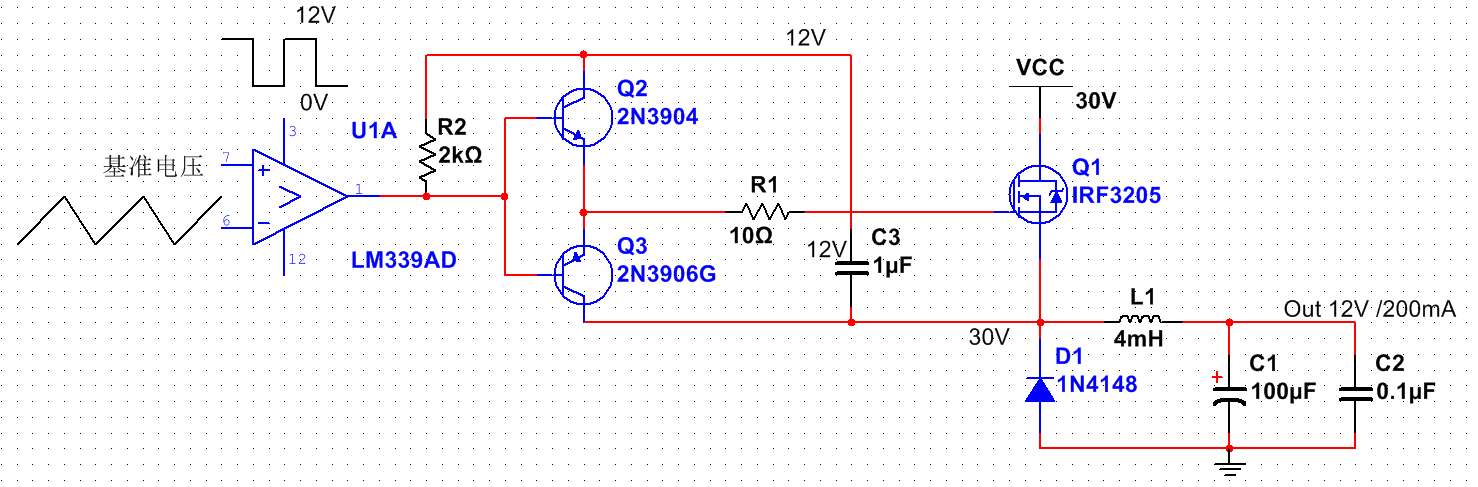 12V
0V
基准电压
7
6
3
12
1
U1A
LM339AD
R2
2kΩ
12V
Q2
2N3904
Q3
2N3906G
R1
10Ω
12V
C3
1µF
VCC
30V
Q1
IRF3205
30V
L1
4mH
Out 12V /200mA
D1
1N4148
C1
100µF
C2
0.1µF